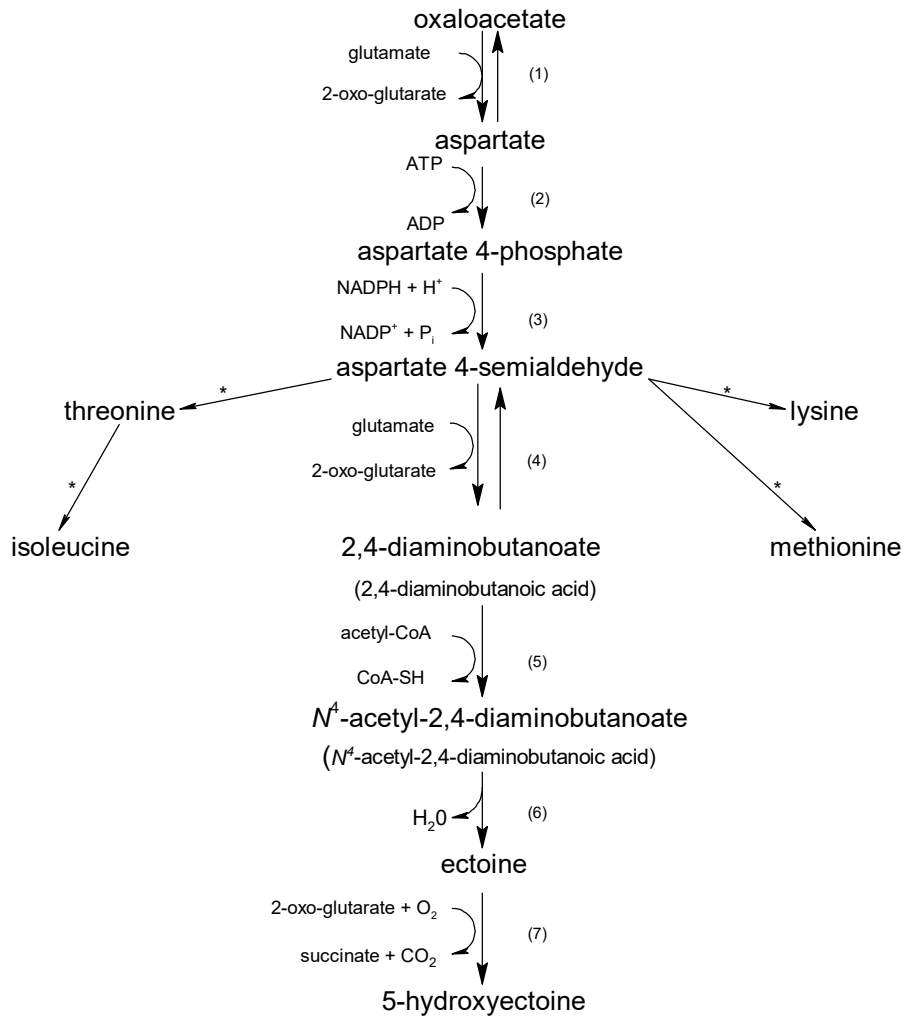 oxaloacetate
glutamate
(1)
2-oxo-glutarate
aspartate
ATP
(2)
ADP
aspartate 4-phosphate
NADPH + H⁺
(3)
NADP⁺ + Pᵢ
aspartate 4-semialdehyde
* *
threonine lysine
glutamate
(4)
2-oxo-glutarate
* *
isoleucine 2,4-diaminobutanoate methionine
(2,4-diaminobutanoic acid)
acetyl-CoA
(5)
CoA-SH
N⁴-acetyl-2,4-diaminobutanoate
(N⁴-acetyl-2,4-diaminobutanoic acid)
H₂0 (6)
ectoine
2-oxo-glutarate + O₂
(7)
succinate + CO₂
5-hydroxyectoine